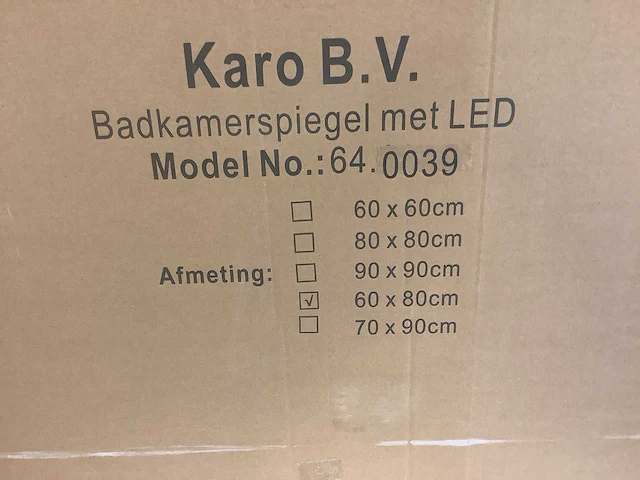 Karo B.V.
Badkamerspiegel met LED
Model No.:64.0039
☐ 60 x 60cm
☐ 80 x 80cm
Afmeting: ☐ 90 x 90cm
☑ 60 x 80cm
☐ 70 x 90cm